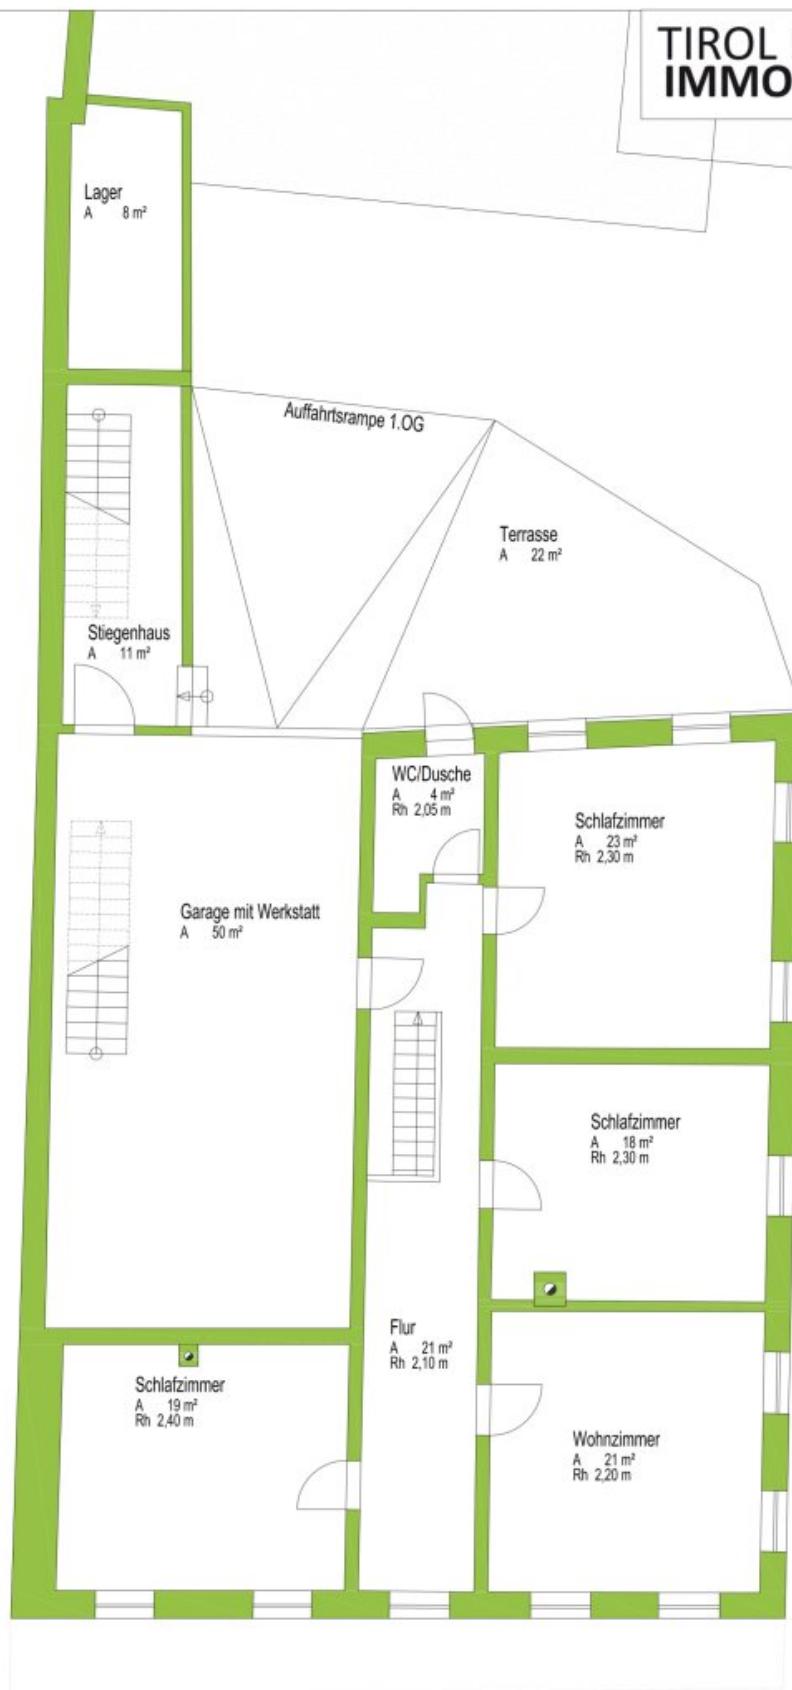 TIROL
IMMO
Lager
A 8 m²
Auffahrtsrampe 1.OG
Terrasse
A 22 m²
Stiegenhaus
A 11 m²
WC/Dusche
A 4 m²
Rh 2,05 m
Schlafzimmer
A 23 m²
Rh 2,30 m
Garage mit Werkstatt
A 50 m²
Schlafzimmer
A 18 m²
Rh 2,30 m
Flur
A 21 m²
Rh 2,10 m
Schlafzimmer
A 19 m²
Rh 2,40 m
Wohnzimmer
A 21 m²
Rh 2,20 m